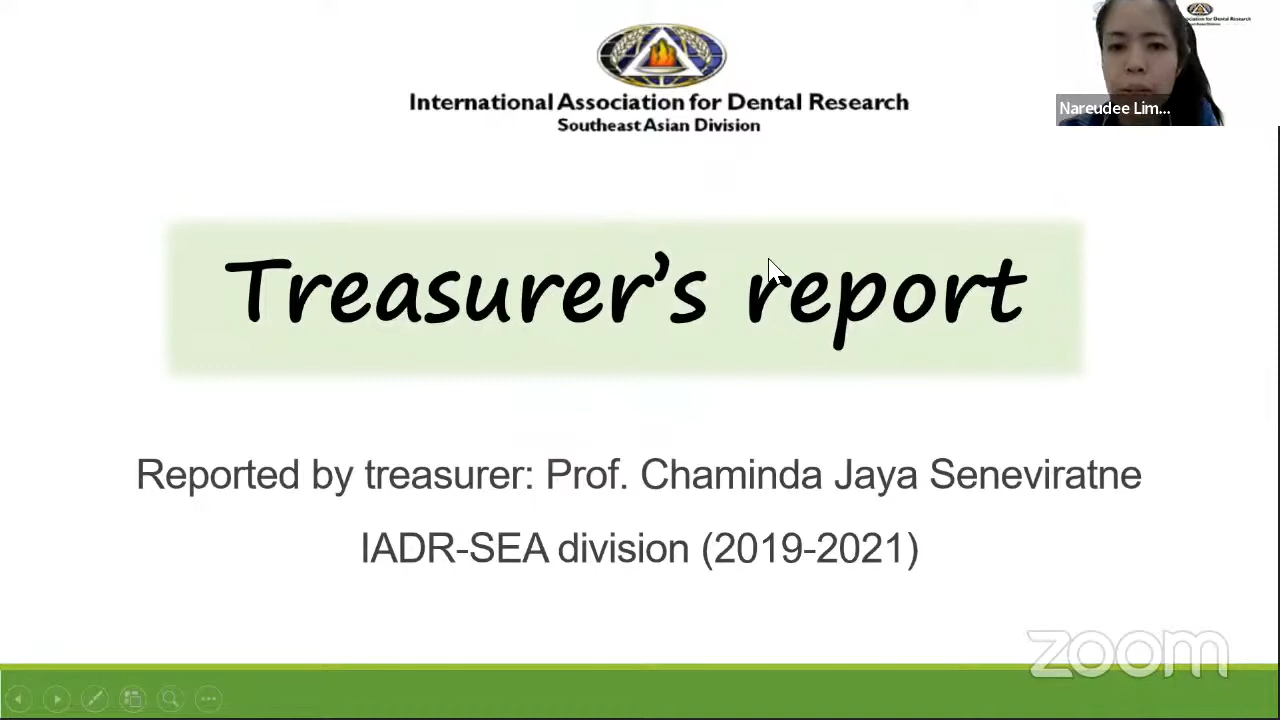 International Association for Dental Research
Southeast Asian Division
Nareudee Lim...
Treasurer's report
Reported by treasurer: Prof. Chaminda Jaya Seneviratne
IADR-SEA division (2019-2021)
zoom